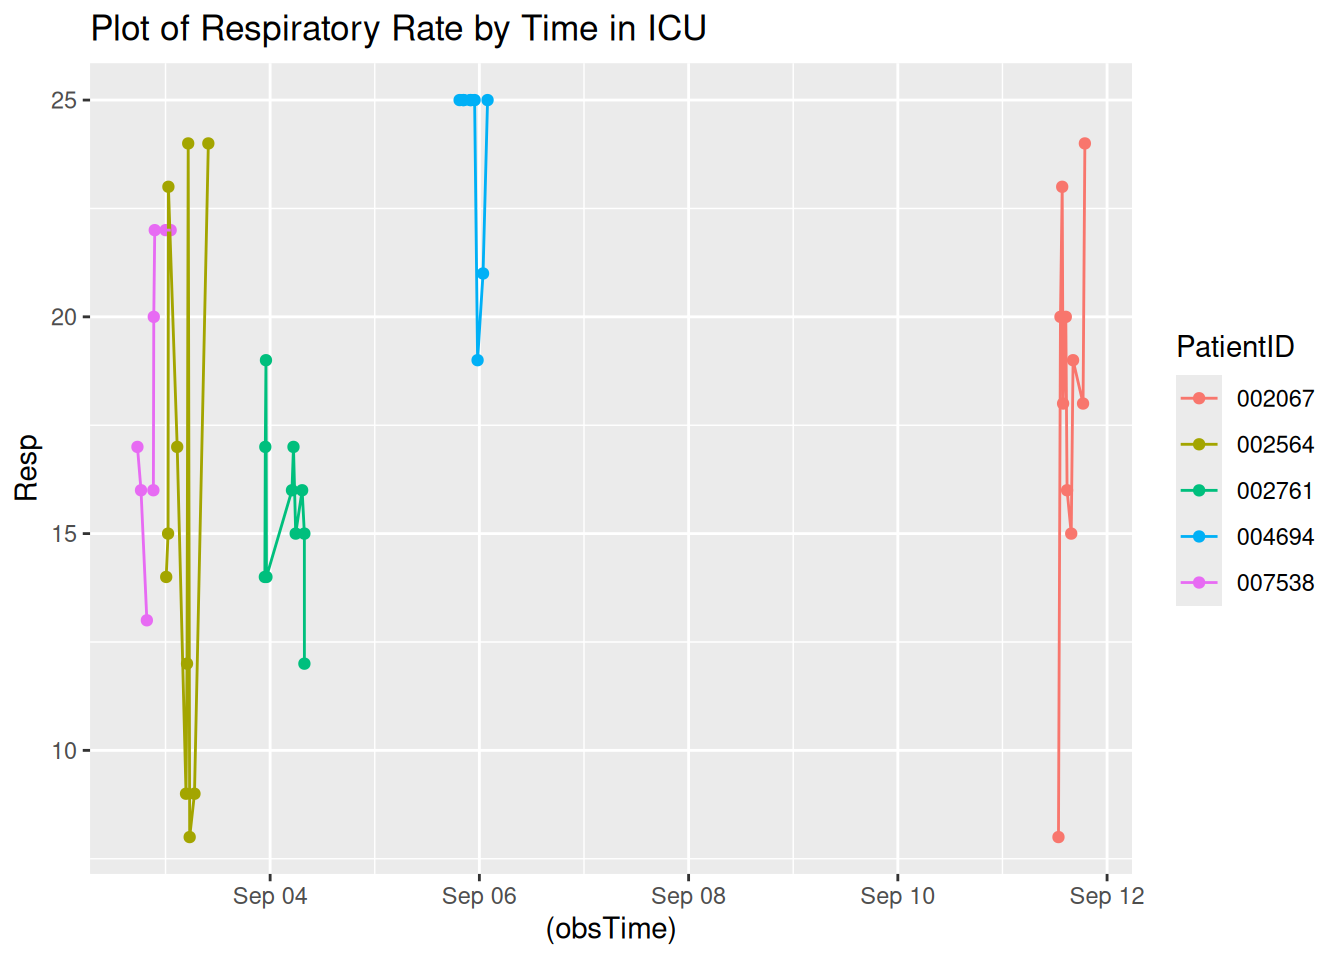 Plot of Respiratory Rate by Time in ICU
25
20
15
10
Resp
Sep 04 Sep 06 Sep 08 Sep 10 Sep 12
(obsTime)
PatientID
002067
002564
002761
004694
007538